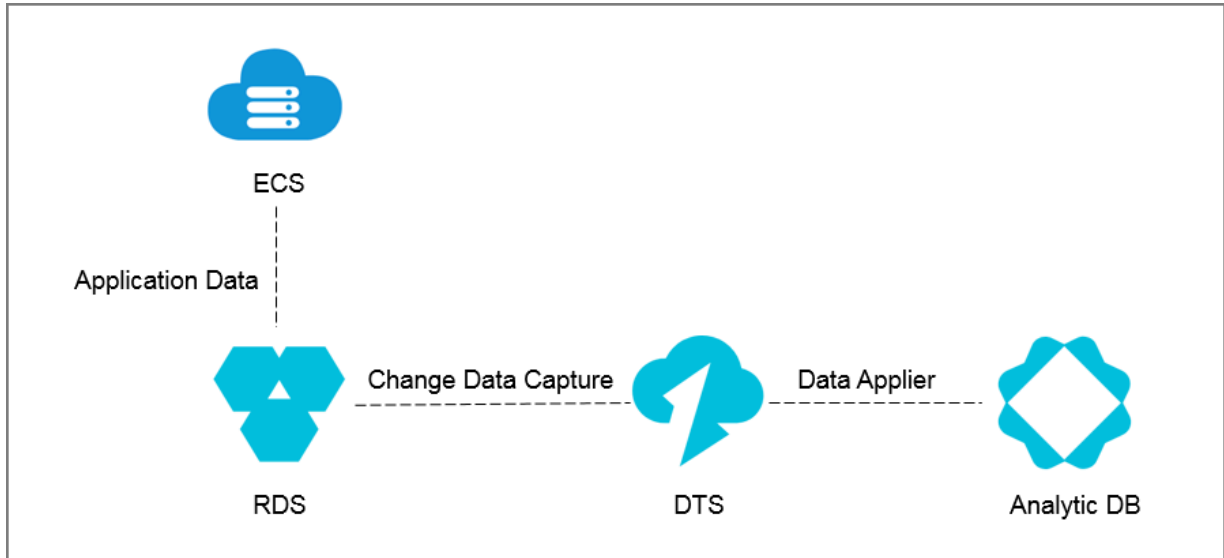 ECS
Application Data
Change Data Capture
Data Applier
RDS
DTS
Analytic DB